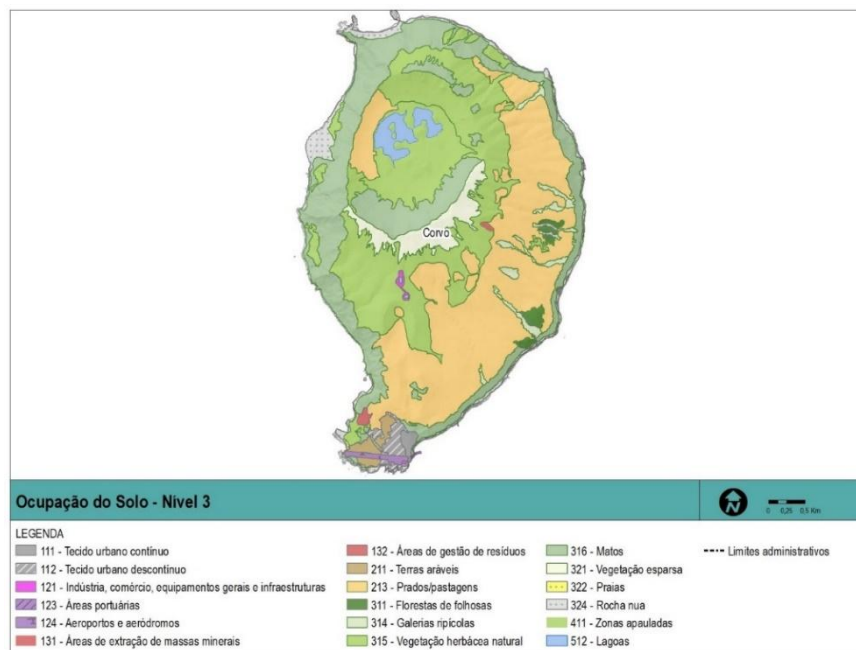 Corvo
Ocupação do Solo - Nível 3
N
0 0,25 0,5 Km
LEGENDA
111 - Tecido urbano contínuo
112 - Tecido urbano descontínuo
121 - Indústria, comércio, equipamentos gerais e infraestruturas
123 - Áreas portuárias
124 - Aeroportos e aeródromos
131 - Áreas de extração de massas minerais
132 - Áreas de gestão de resíduos
211 - Terras aráveis
213 - Prados/pastagens
311 - Florestas de folhosas
314 - Galerias ripícolas
315 - Vegetação herbácea natural
316 - Matos
321 - Vegetação esparsa
322 - Praias
324 - Rocha nua
411 - Zonas apauladas
512 - Lagoas
Limites administrativos